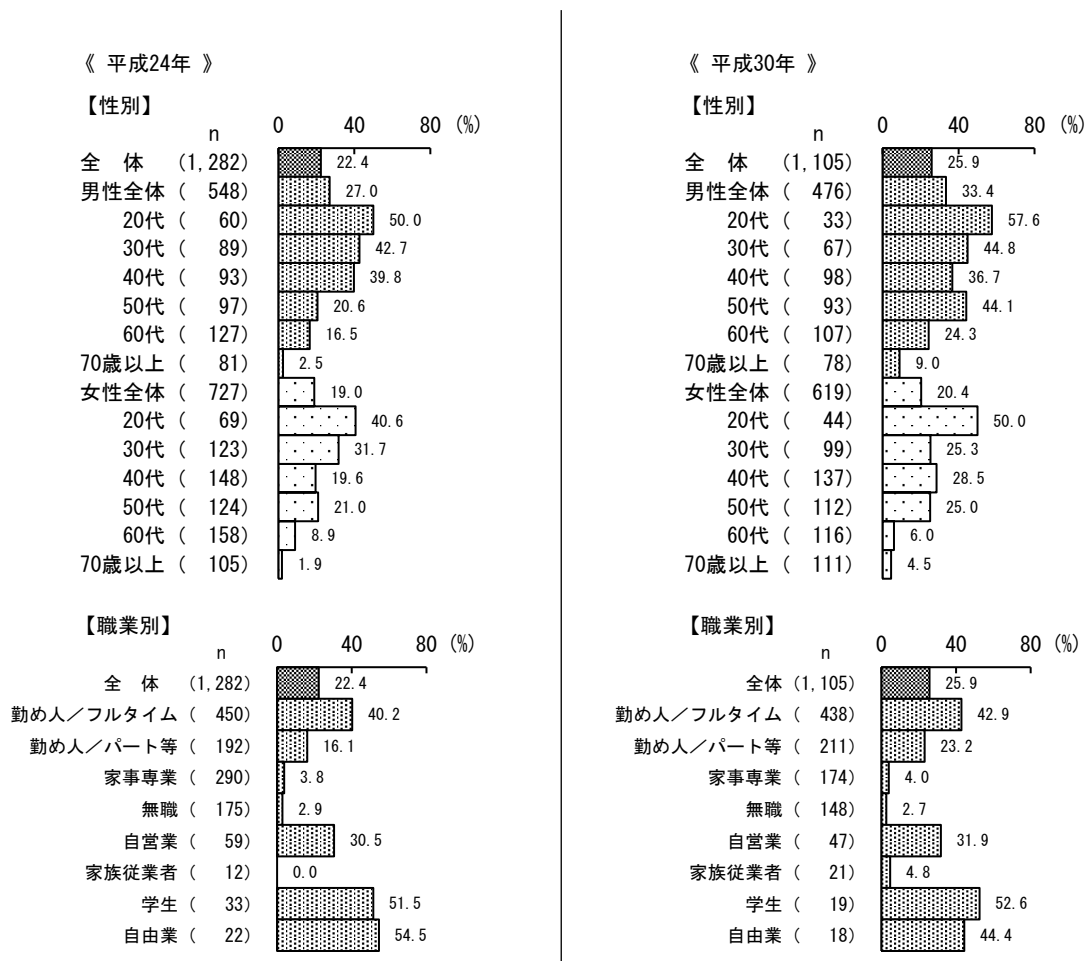 《 平成24年 》
【性別】
n 0 40 80 (%)
全 体 (1,282) 22.4
男性全体 ( 548) 27.0
20代 ( 60) 50.0
30代 ( 89) 42.7
40代 ( 93) 39.8
50代 ( 97) 20.6
60代 ( 127) 16.5
70歳以上 ( 81) 2.5
女性全体 ( 727) 19.0
20代 ( 69) 40.6
30代 ( 123) 31.7
40代 ( 148) 19.6
50代 ( 124) 21.0
60代 ( 158) 8.9
70歳以上 ( 105) 1.9
【職業別】
n 0 40 80 (%)
全 体 (1,282) 22.4
勤め人／フルタイム ( 450) 40.2
勤め人／パート等 ( 192) 16.1
家事専業 ( 290) 3.8
無職 ( 175) 2.9
自営業 ( 59) 30.5
家族従業者 ( 12) 0.0
学生 ( 33) 51.5
自由業 ( 22) 54.5
《 平成30年 》
【性別】
n 0 40 80 (%)
全 体 (1,105) 25.9
男性全体 ( 476) 33.4
20代 ( 33) 57.6
30代 ( 67) 44.8
40代 ( 98) 36.7
50代 ( 93) 44.1
60代 ( 107) 24.3
70歳以上 ( 78) 9.0
女性全体 ( 619) 20.4
20代 ( 44) 50.0
30代 ( 99) 25.3
40代 ( 137) 28.5
50代 ( 112) 25.0
60代 ( 116) 6.0
70歳以上 ( 111) 4.5
【職業別】
n 0 40 80 (%)
全体 (1,105) 25.9
勤め人／フルタイム ( 438) 42.9
勤め人／パート等 ( 211) 23.2
家事専業 ( 174) 4.0
無職 ( 148) 2.7
自営業 ( 47) 31.9
家族従業者 ( 21) 4.8
学生 ( 19) 52.6
自由業 ( 18) 44.4